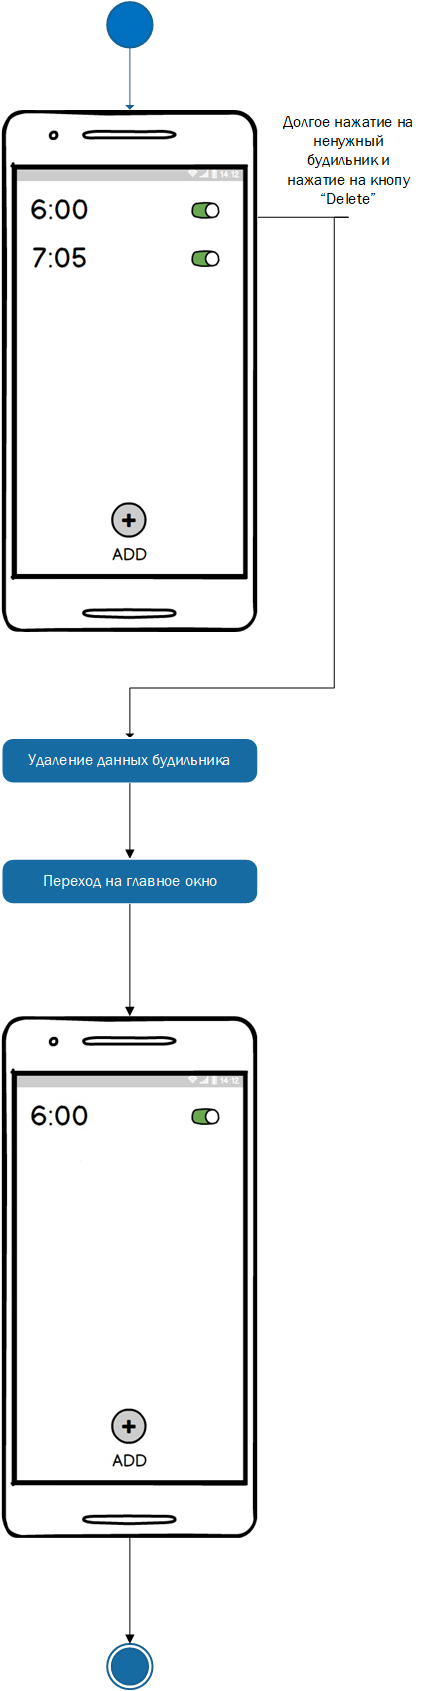 Долгое нажатие на
ненужный
будильник и
нажатие на кнопу
“Delete”
14:12
6:00
7:05
ADD
Удаление данных будильника
Переход на главное окно
14:12
6:00
ADD